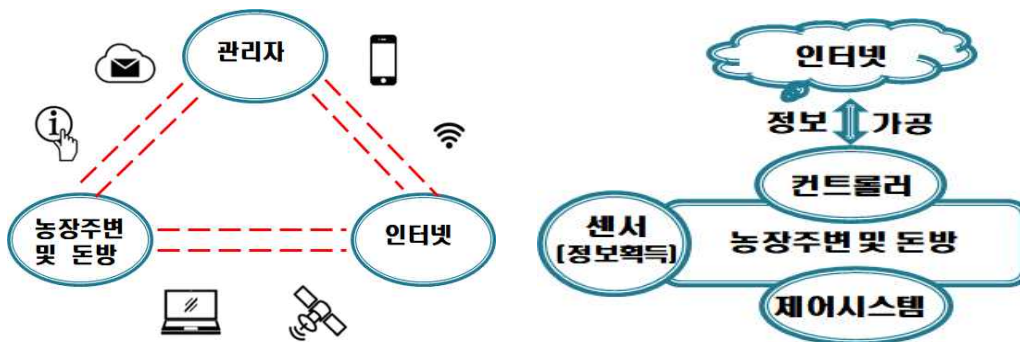 관리자
농장주변
및 돈방
인터넷
인터넷
정보 가공
컨트롤러
센서
[정보획득]
농장주변 및 돈방
제어시스템